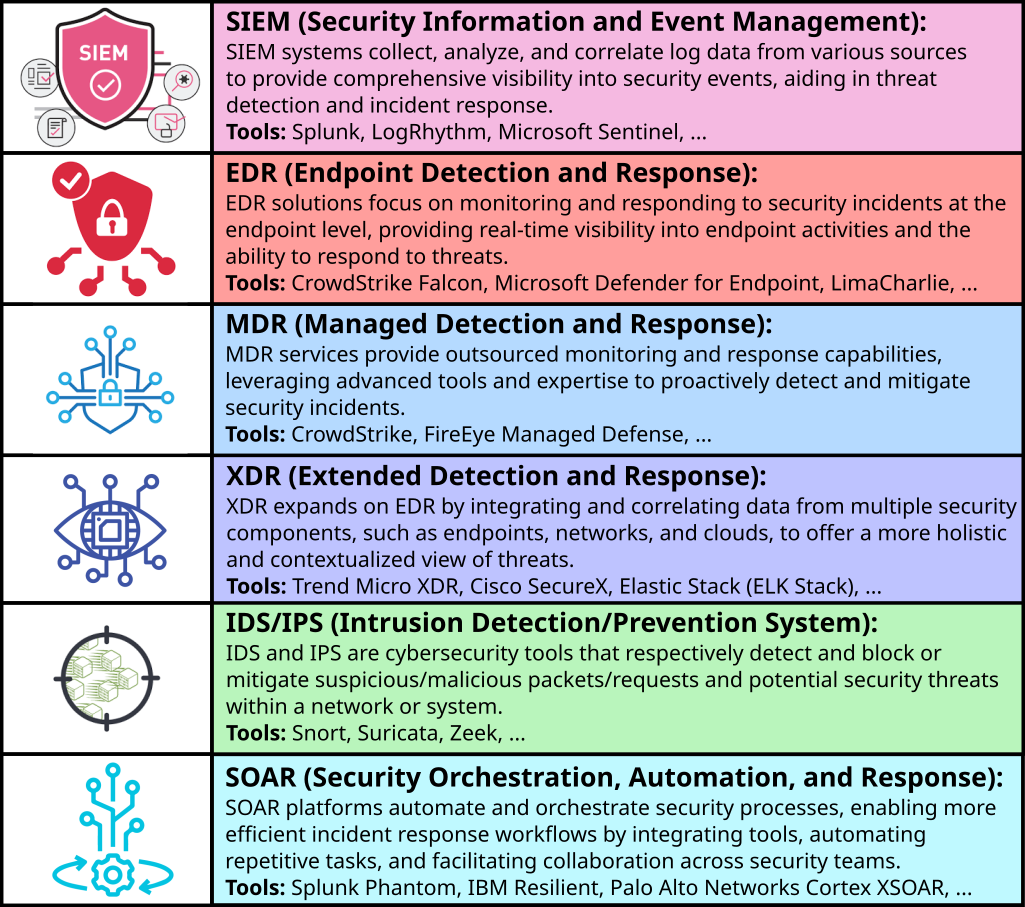 SIEM
SIEM (Security Information and Event Management):
SIEM systems collect, analyze, and correlate log data from various sources
to provide comprehensive visibility into security events, aiding in threat
detection and incident response.
Tools: Splunk, LogRhythm, Microsoft Sentinel, ...
EDR (Endpoint Detection and Response):
EDR solutions focus on monitoring and responding to security incidents at the
endpoint level, providing real-time visibility into endpoint activities and the
ability to respond to threats.
Tools: CrowdStrike Falcon, Microsoft Defender for Endpoint, LimaCharlie, ...
MDR (Managed Detection and Response):
MDR services provide outsourced monitoring and response capabilities,
leveraging advanced tools and expertise to proactively detect and mitigate
security incidents.
Tools: CrowdStrike, FireEye Managed Defense, ...
XDR (Extended Detection and Response):
XDR expands on EDR by integrating and correlating data from multiple security
components, such as endpoints, networks, and clouds, to offer a more holistic
and contextualized view of threats.
Tools: Trend Micro XDR, Cisco SecureX, Elastic Stack (ELK Stack), ...
IDS/IPS (Intrusion Detection/Prevention System):
IDS and IPS are cybersecurity tools that respectively detect and block or
mitigate suspicious/malicious packets/requests and potential security threats
within a network or system.
Tools: Snort, Suricata, Zeek, ...
SOAR (Security Orchestration, Automation, and Response):
SOAR platforms automate and orchestrate security processes, enabling more
efficient incident response workflows by integrating tools, automating
repetitive tasks, and facilitating collaboration across security teams.
Tools: Splunk Phantom, IBM Resilient, Palo Alto Networks Cortex XSOAR, ...